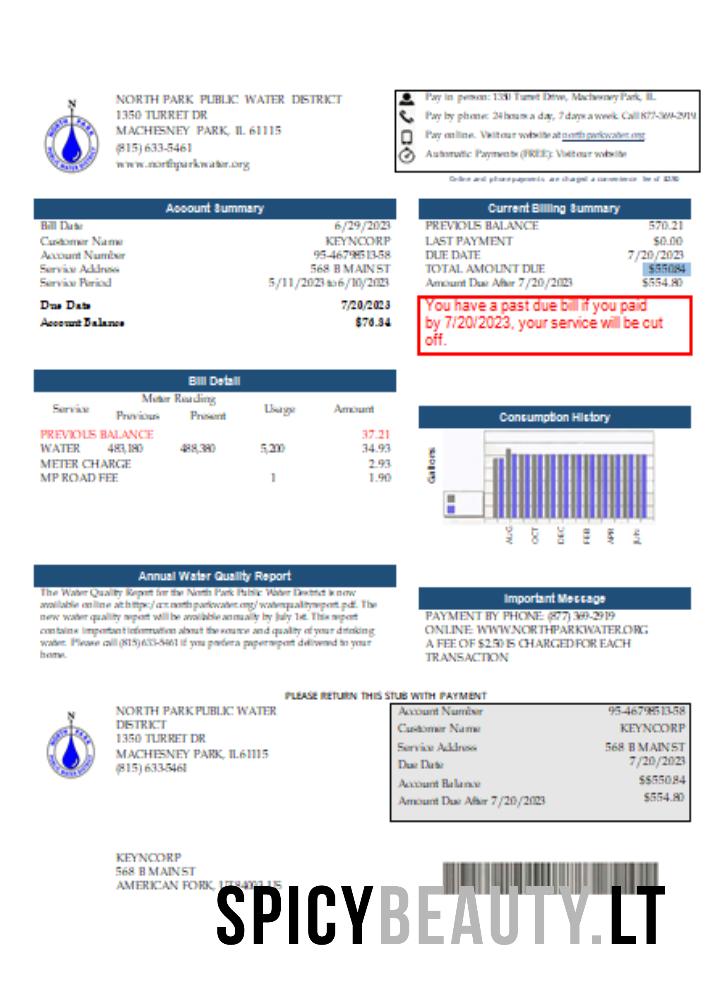 NORTH PARK PUBLIC WATER DISTRICT
1350 TURRET DR
MACHESNEY PARK, IL 61115
(815) 633-5461
www.northparkwater.org
Pay in person: 1350 Turret Drive, Machesney Park, IL
Pay by phone: 24 hours a day, 7 days a week. Call 877-369-2919.
Pay online. Visit our website at northparkwater.org
Automatic Payments (FREE): Visit our website
Online and phone payments are charged a convenience fee of $2.50
Account Summary
Bill Date 6/29/2023
Customer Name KEYNCORP
Account Number 95-46798513-58
Service Address 568 B MAIN ST
Service Period 5/11/2023 to 6/10/2023
Due Date 7/20/2023
Account Balance $76.94
Current Billing Summary
PREVIOUS BALANCE 570.21
LAST PAYMENT $0.00
DUE DATE 7/20/2023
TOTAL AMOUNT DUE $550.84
Amount Due After 7/20/2023 $554.80
You have a past due bill if you paid
by 7/20/2023, your service will be cut
off.
Bill Detail
Meter Reading
Service Previous Present Usage Amount
PREVIOUS BALANCE 37.21
WATER 483,180 488,380 5,200 34.93
METER CHARGE 2.93
MP ROAD FEE 1 1.90
Consumption History
Gallons
AUG OCT DEC FEB APR JUN
Annual Water Quality Report
The Water Quality Report for the North Park Public Water District is now
available online at: https:/ccr.northparkwater.org/waterqualityreport.pdf. The
new water quality report will be available annually by July 1st. This report
contains important information about the source and quality of your drinking
water. Please call (815) 633-5461 if you prefer a paper report delivered to your
home.
Important Message
PAYMENT BY PHONE: (877) 369-2919
ONLINE: WWW.NORTHPARKWATER.ORG
A FEE OF $2.50 IS CHARGED FOR EACH
TRANSACTION
PLEASE RETURN THIS STUB WITH PAYMENT
NORTH PARK PUBLIC WATER
DISTRICT
1350 TURRET DR
MACHESNEY PARK, IL 61115
(815) 633-5461
Account Number 95-46798513-58
Customer Name KEYNCORP
Service Address 568 B MAIN ST
Due Date 7/20/2023
Account Balance $$550.84
Amount Due After 7/20/2023 $554.80
KEYNCORP
568 B MAIN ST
AMERICAN FORK, UT 84003 US
SPICYBEAUTY.LT